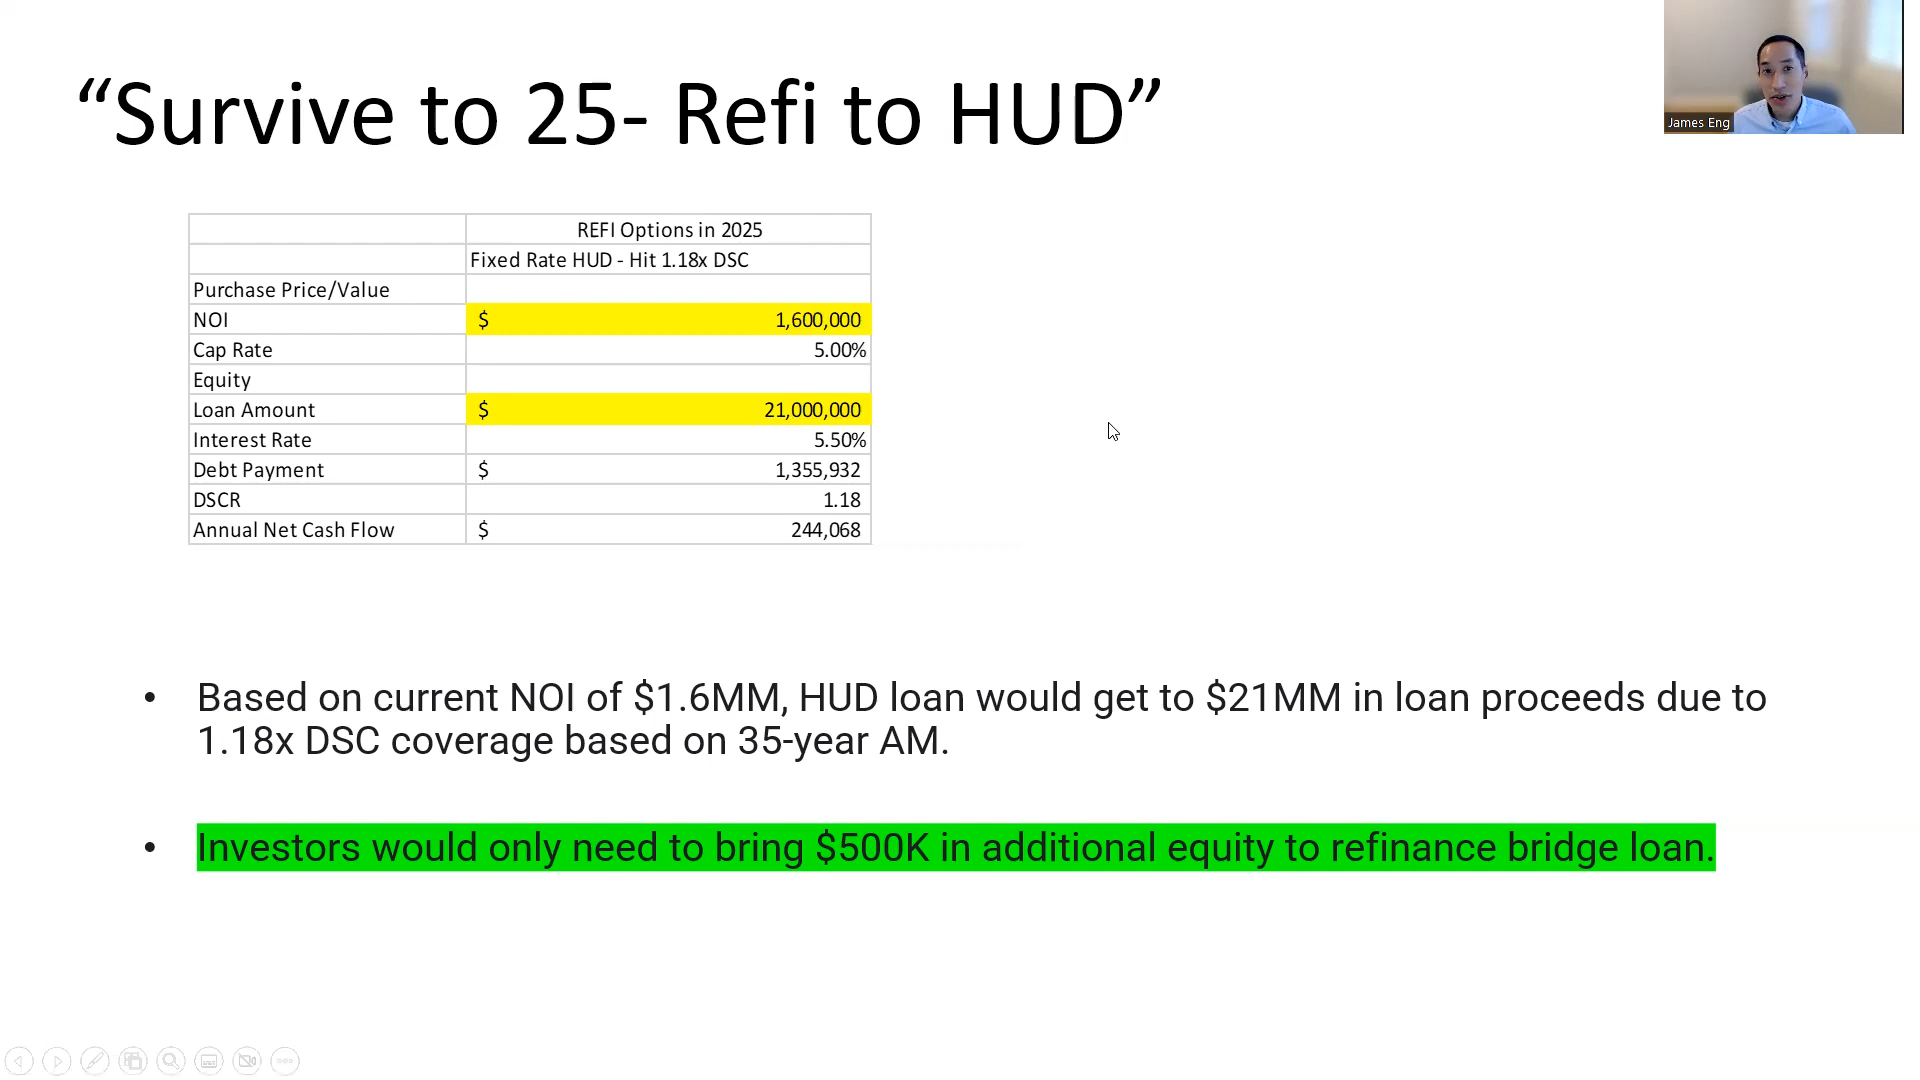 “Survive to 25- Refi to HUD”
James Eng
REFI Options in 2025
Fixed Rate HUD - Hit 1.18x DSC
Purchase Price/Value
NOI $ 1,600,000
Cap Rate 5.00%
Equity
Loan Amount $ 21,000,000
Interest Rate 5.50%
Debt Payment $ 1,355,932
DSCR 1.18
Annual Net Cash Flow $ 244,068
• Based on current NOI of $1.6MM, HUD loan would get to $21MM in loan proceeds due to
1.18x DSC coverage based on 35-year AM.
• Investors would only need to bring $500K in additional equity to refinance bridge loan.